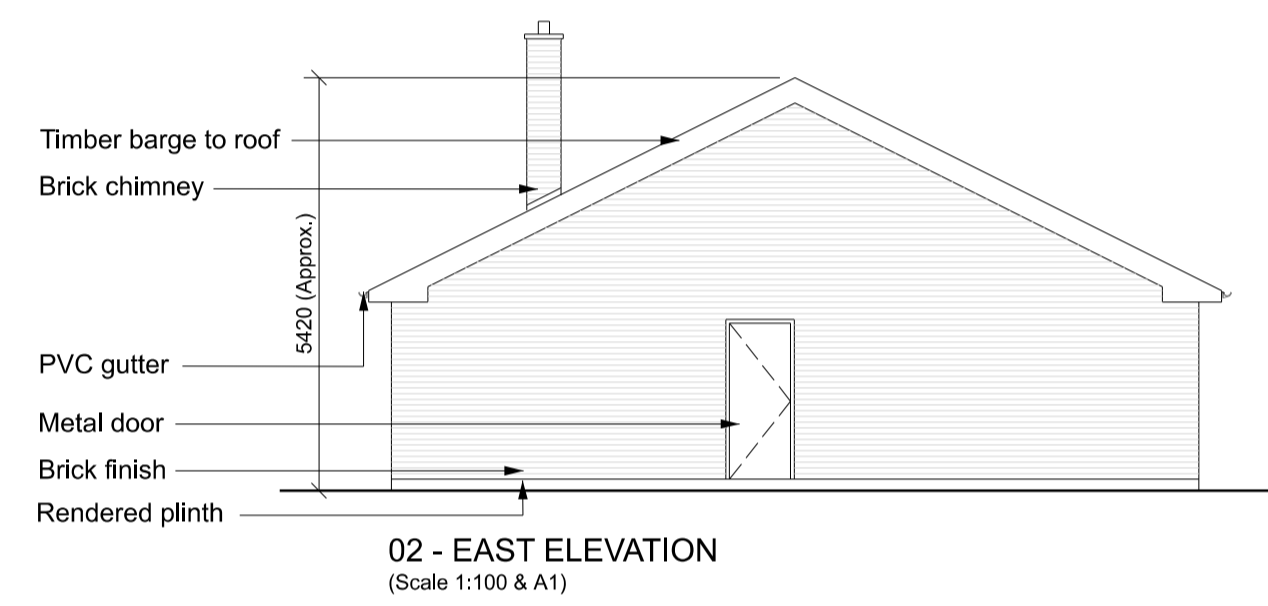 Timber barge to roof
Brick chimney
5420 (Approx.)
PVC gutter
Metal door
Brick finish
Rendered plinth
02 - EAST ELEVATION
(Scale 1:100 & A1)